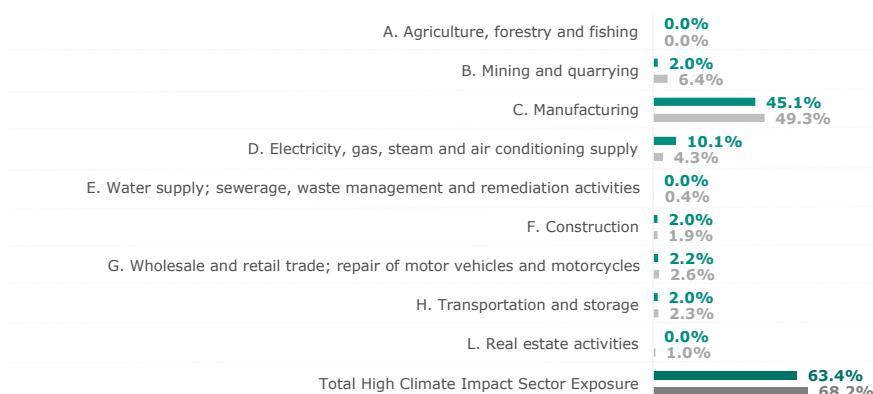 A. Agriculture, forestry and fishing 0.0%
0.0%
B. Mining and quarrying 2.0%
6.4%
C. Manufacturing 45.1%
49.3%
D. Electricity, gas, steam and air conditioning supply 10.1%
4.3%
E. Water supply; sewerage, waste management and remediation activities 0.0%
0.4%
F. Construction 2.0%
1.9%
G. Wholesale and retail trade; repair of motor vehicles and motorcycles 2.2%
2.6%
H. Transportation and storage 2.0%
2.3%
L. Real estate activities 0.0%
1.0%
Total High Climate Impact Sector Exposure 63.4%
68.2%